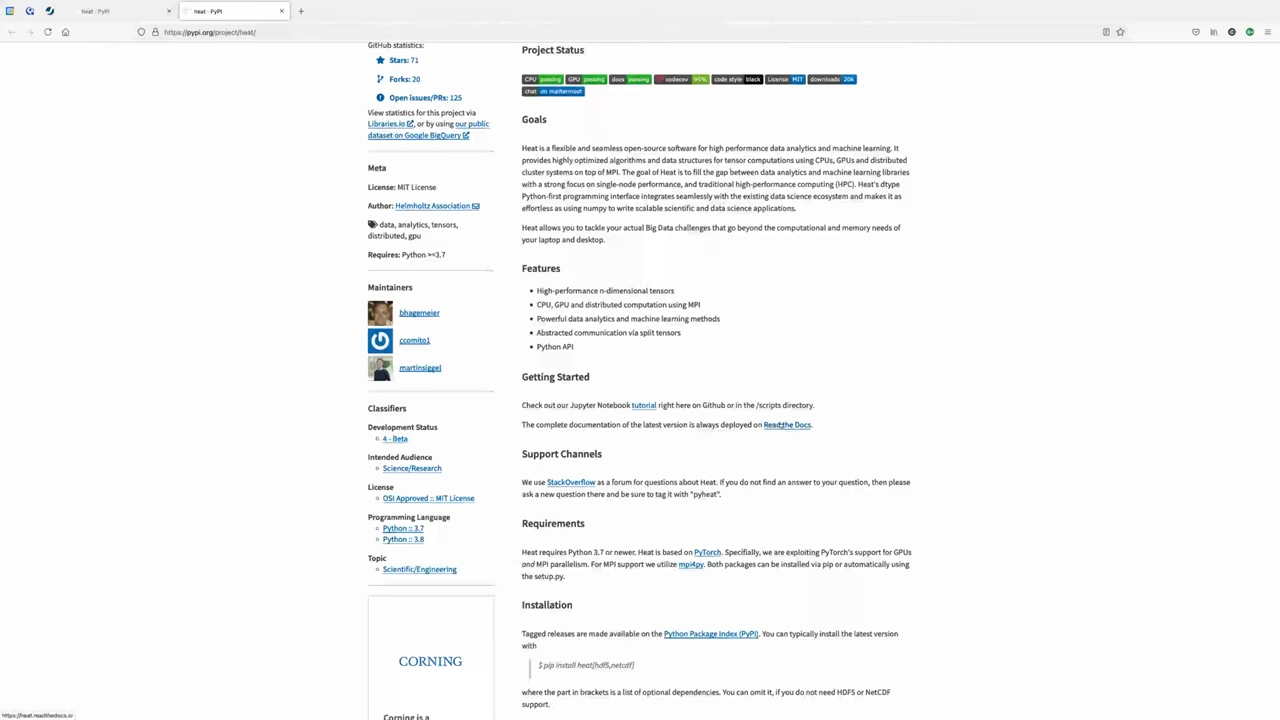 heat · PyPI
heat · PyPI
https://pypi.org/project/heat/
GitHub statistics:
Stars: 71
Forks: 20
Open issues/PRs: 125
View statistics for this project via
Libraries.io, or by using our public
dataset on Google BigQuery
Meta
License: MIT License
Author: Helmholtz Association
data, analytics, tensors,
distributed, gpu
Requires: Python >=3.7
Maintainers
bhagemeier
ccomito1
martinsiggel
Classifiers
Development Status
4 - Beta
Intended Audience
Science/Research
License
OSI Approved :: MIT License
Programming Language
Python :: 3.7
Python :: 3.8
Topic
Scientific/Engineering
CORNING
Corning is a
Project Status
CPU passing GPU passing docs passing codecov 95% code style black License MIT downloads 20k
chat on mattermost
Goals
Heat is a flexible and seamless open-source software for high performance data analytics and machine learning. It
provides highly optimized algorithms and data structures for tensor computations using CPUs, GPUs and distributed
cluster systems on top of MPI. The goal of Heat is to fill the gap between data analytics and machine learning libraries
with a strong focus on single-node performance, and traditional high-performance computing (HPC). Heat's dtype
Python-first programming interface integrates seamlessly with the existing data science ecosystem and makes it as
effortless as using numpy to write scalable scientific and data science applications.
Heat allows you to tackle your actual Big Data challenges that go beyond the computational and memory needs of
your laptop and desktop.
Features
High-performance n-dimensional tensors
CPU, GPU and distributed computation using MPI
Powerful data analytics and machine learning methods
Abstracted communication via split tensors
Python API
Getting Started
Check out our Jupyter Notebook tutorial right here on Github or in the /scripts directory.
The complete documentation of the latest version is always deployed on Read the Docs.
Support Channels
We use StackOverflow as a forum for questions about Heat. If you do not find an answer to your question, then please
ask a new question there and be sure to tag it with "pyheat".
Requirements
Heat requires Python 3.7 or newer. Heat is based on PyTorch. Specifially, we are exploiting PyTorch's support for GPUs
and MPI parallelism. For MPI support we utilize mpi4py. Both packages can be installed via pip or automatically using
the setup.py.
Installation
Tagged releases are made available on the Python Package Index (PyPI). You can typically install the latest version
with
$ pip install heat[hdf5,netcdf]
where the part in brackets is a list of optional dependencies. You can omit it, if you do not need HDF5 or NetCDF
support.
https://heat.readthedocs.io